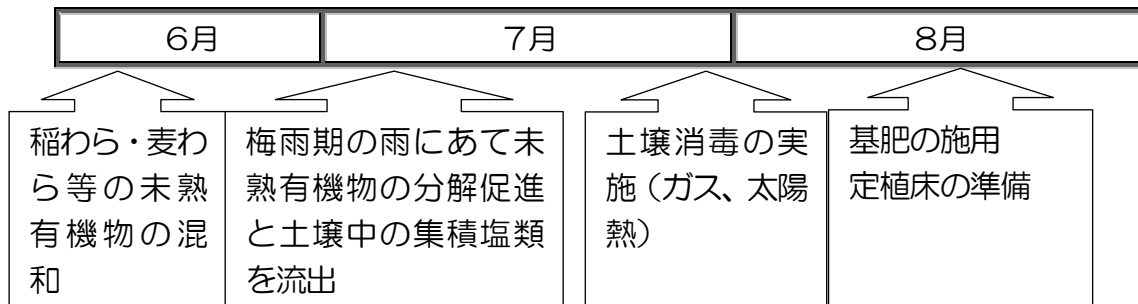 ６月
７月
８月
稲わら・麦わ
ら等の未熟
有機物の混
和
梅雨期の雨にあて未
熟有機物の分解促進
と土壌中の集積塩類
を流出
土壌消毒の実
施（ガス、太陽
熱）
基肥の施用
定植床の準備